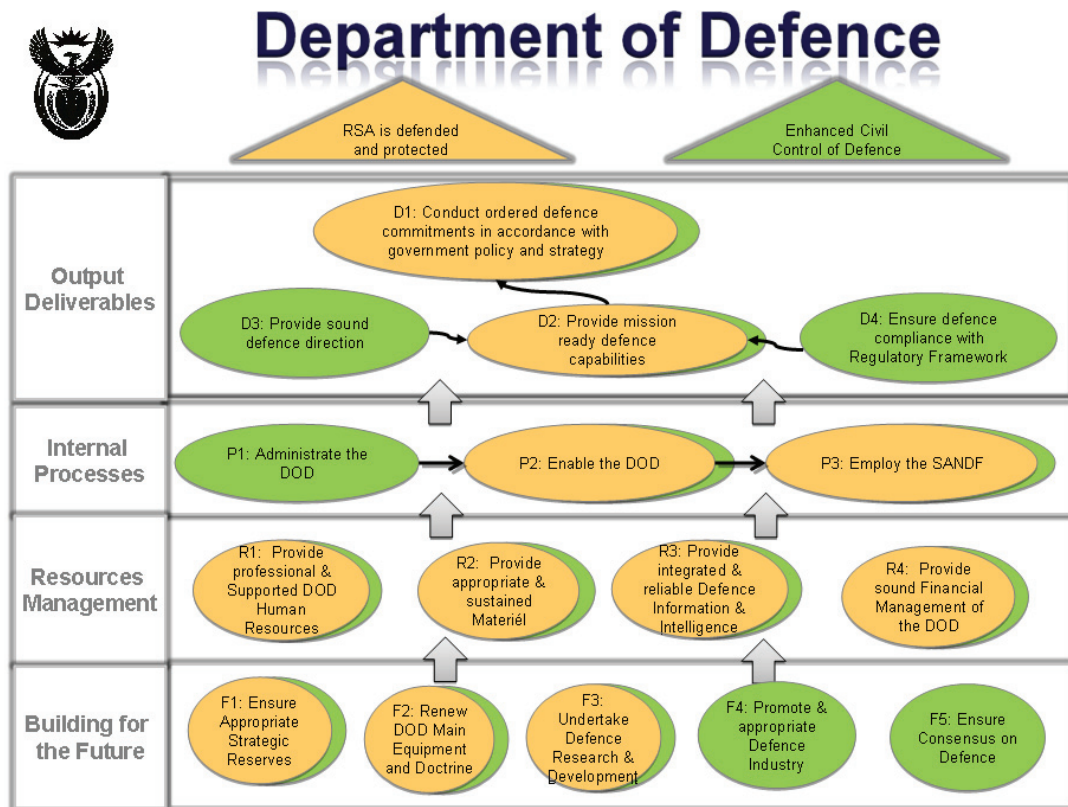 Department of Defence
RSA is defended
and protected
Enhanced Civil
Control of Defence
Output
Deliverables
D1: Conduct ordered defence
commitments in accordance with
government policy and strategy
D3: Provide sound
defence direction
D2: Provide mission
ready defence
capabilities
D4: Ensure defence
compliance with
Regulatory Framework
Internal
Processes
P1: Administrate the
DOD
P2: Enable the DOD
P3: Employ the SANDF
Resources
Management
R1: Provide
professional &
Supported DOD
Human
Resources
R2: Provide
appropriate &
sustained
Materiél
R3: Provide
integrated &
reliable Defence
Information &
Intelligence
R4: Provide
sound Financial
Management of
the DOD
Building for
the Future
F1: Ensure
Appropriate
Strategic
Reserves
F2: Renew
DOD Main
Equipment
and Doctrine
F3:
Undertake
Defence
Research &
Development
F4: Promote &
appropriate
Defence
Industry
F5: Ensure
Consensus on
Defence